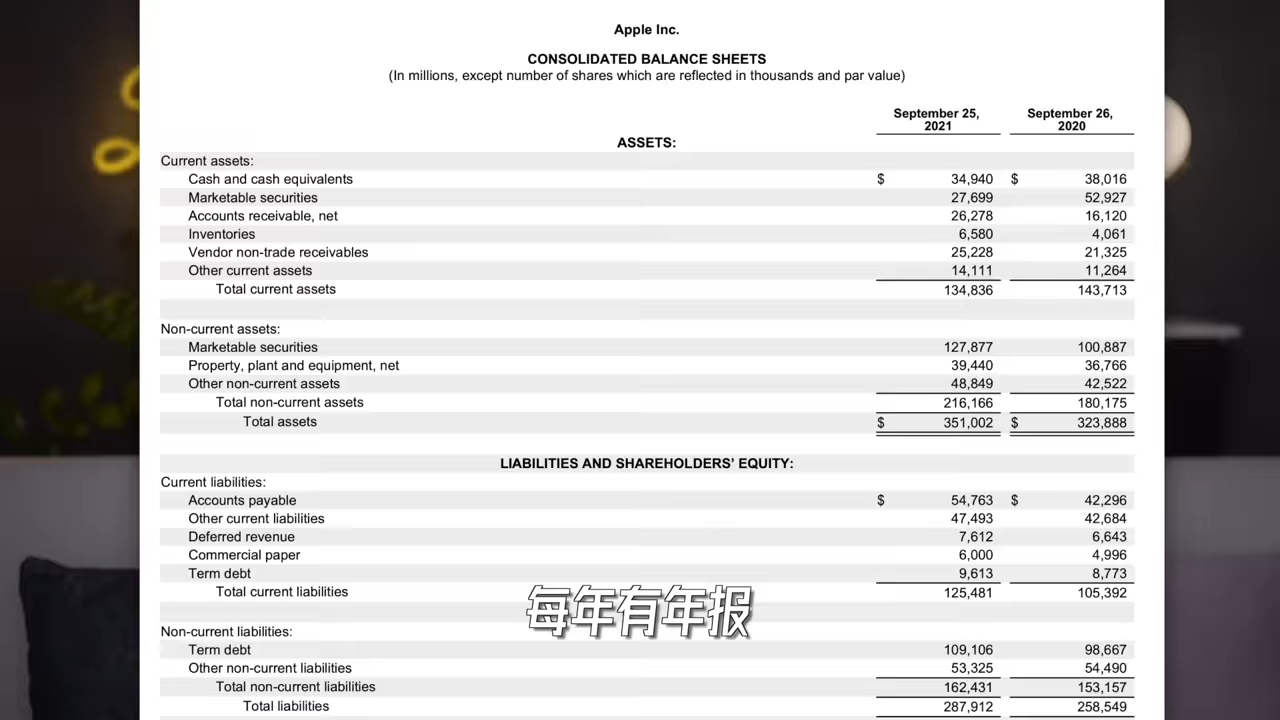 Apple Inc.
CONSOLIDATED BALANCE SHEETS
(In millions, except number of shares which are reflected in thousands and par value)
September 25, 2021 September 26, 2020
ASSETS:
Current assets:
Cash and cash equivalents $ 34,940 $ 38,016
Marketable securities 27,699 52,927
Accounts receivable, net 26,278 16,120
Inventories 6,580 4,061
Vendor non-trade receivables 25,228 21,325
Other current assets 14,111 11,264
Total current assets 134,836 143,713
Non-current assets:
Marketable securities 127,877 100,887
Property, plant and equipment, net 39,440 36,766
Other non-current assets 48,849 42,522
Total non-current assets 216,166 180,175
Total assets $ 351,002 $ 323,888
LIABILITIES AND SHAREHOLDERS’ EQUITY:
Current liabilities:
Accounts payable $ 54,763 $ 42,296
Other current liabilities 47,493 42,684
Deferred revenue 7,612 6,643
Commercial paper 6,000 4,996
Term debt 9,613 8,773
Total current liabilities 125,481 105,392
每年有年报
Non-current liabilities:
Term debt 109,106 98,667
Other non-current liabilities 53,325 54,490
Total non-current liabilities 162,431 153,157
Total liabilities 287,912 258,549